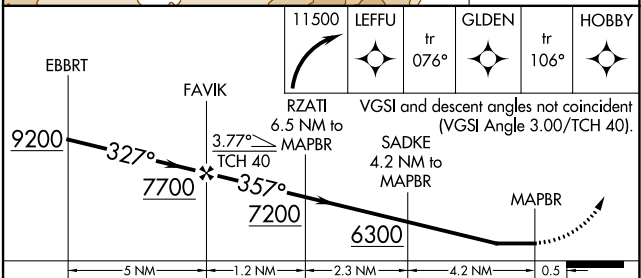 11500 LEFFU tr 076° GLDEN tr 106° HOBBY
EBBRT
FAVIK
RZATI
6.5 NM to
MAPBR
VGSI and descent angles not coincident
(VGSI Angle 3.00/TCH 40).
SADKE
4.2 NM to
MAPBR
MAPBR
9200
327°
7700
3.77°
TCH 40
357°
7200
6300
5 NM 1.2 NM 2.3 NM 4.2 NM 0.5